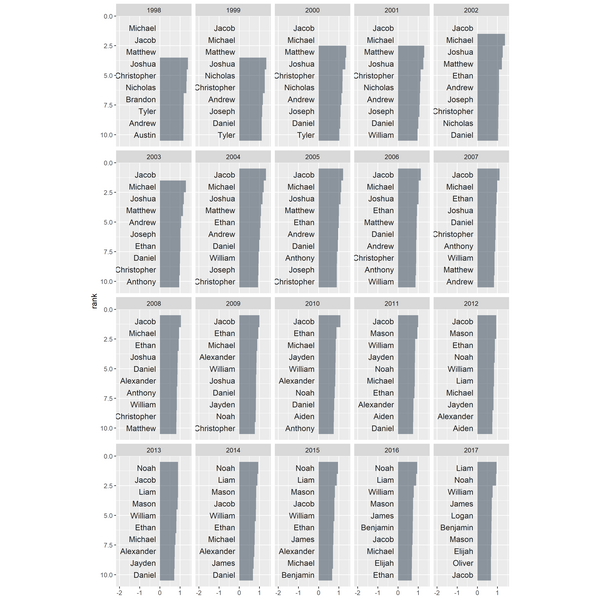 1998 1999 2000 2001 2002
0.0
Michael Jacob Jacob Jacob Jacob
Jacob Michael Michael Michael Michael
2.5
Matthew Matthew Matthew Matthew Joshua
Joshua Joshua Joshua Joshua Matthew
5.0 Christopher Nicholas Christopher Christopher Ethan
Nicholas Christopher Nicholas Nicholas Andrew
Brandon Andrew Andrew Andrew Joseph
7.5
Tyler Joseph Joseph Joseph Christopher
Andrew Daniel Daniel Daniel Nicholas
10.0 Austin Tyler Tyler William Daniel
2003 2004 2005 2006 2007
0.0
Jacob Jacob Jacob Jacob Jacob
Michael Michael Michael Michael Michael
2.5
Joshua Joshua Joshua Joshua Ethan
Matthew Matthew Matthew Ethan Joshua
5.0 Andrew Ethan Ethan Matthew Daniel
Joseph Andrew Andrew Daniel Christopher
Ethan Daniel Daniel Andrew Anthony
7.5
Daniel William Anthony Christopher William
Christopher Joseph Joseph Anthony Matthew
10.0 Anthony Christopher Christopher William Andrew
rank
2008 2009 2010 2011 2012
0.0
Jacob Jacob Jacob Jacob Jacob
Michael Ethan Ethan Mason Mason
2.5
Ethan Michael Michael William Ethan
Joshua Alexander Jayden Jayden Noah
5.0 Daniel William William Noah William
Alexander Joshua Alexander Michael Liam
Anthony Daniel Noah Ethan Michael
7.5
William Jayden Daniel Alexander Jayden
Christopher Noah Aiden Aiden Alexander
10.0 Matthew Christopher Anthony Daniel Aiden
2013 2014 2015 2016 2017
0.0
Noah Noah Noah Noah Liam
Jacob Liam Liam Liam Noah
2.5
Liam Mason Mason William William
Mason Jacob Jacob Mason James
5.0 William William William James Logan
Ethan Ethan Ethan Benjamin Benjamin
Michael Michael James Jacob Mason
7.5
Alexander Alexander Alexander Michael Elijah
Jayden James Michael Elijah Oliver
10.0 Daniel Daniel Benjamin Ethan Jacob
-2 -1 0 1 -2 -1 0 1 -2 -1 0 1 -2 -1 0 1 -2 -1 0 1